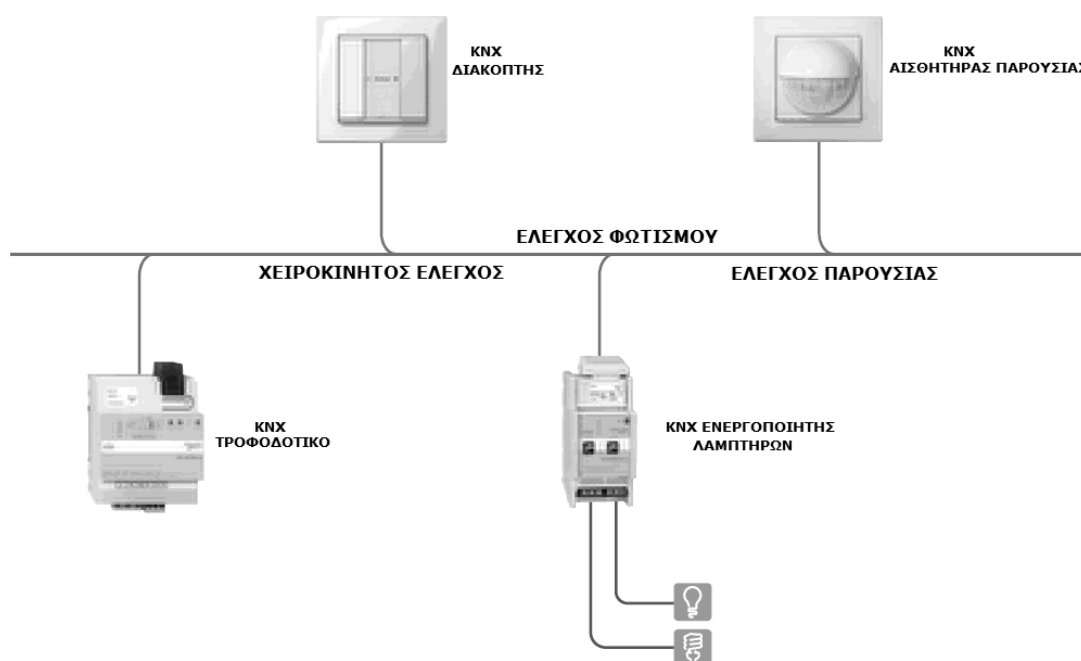 KNX
ΔΙΑΚΟΠΤΗΣ
KNX
ΑΙΣΘΗΤΗΡΑΣ ΠΑΡΟΥΣΙΑΣ
ΕΛΕΓΧΟΣ ΦΩΤΙΣΜΟΥ
ΧΕΙΡΟΚΙΝΗΤΟΣ ΕΛΕΓΧΟΣ
ΕΛΕΓΧΟΣ ΠΑΡΟΥΣΙΑΣ
KNX
ΤΡΟΦΟΔΟΤΙΚΟ
KNX ΕΝΕΡΓΟΠΟΙΗΤΗΣ
ΛΑΜΠΤΗΡΩΝ